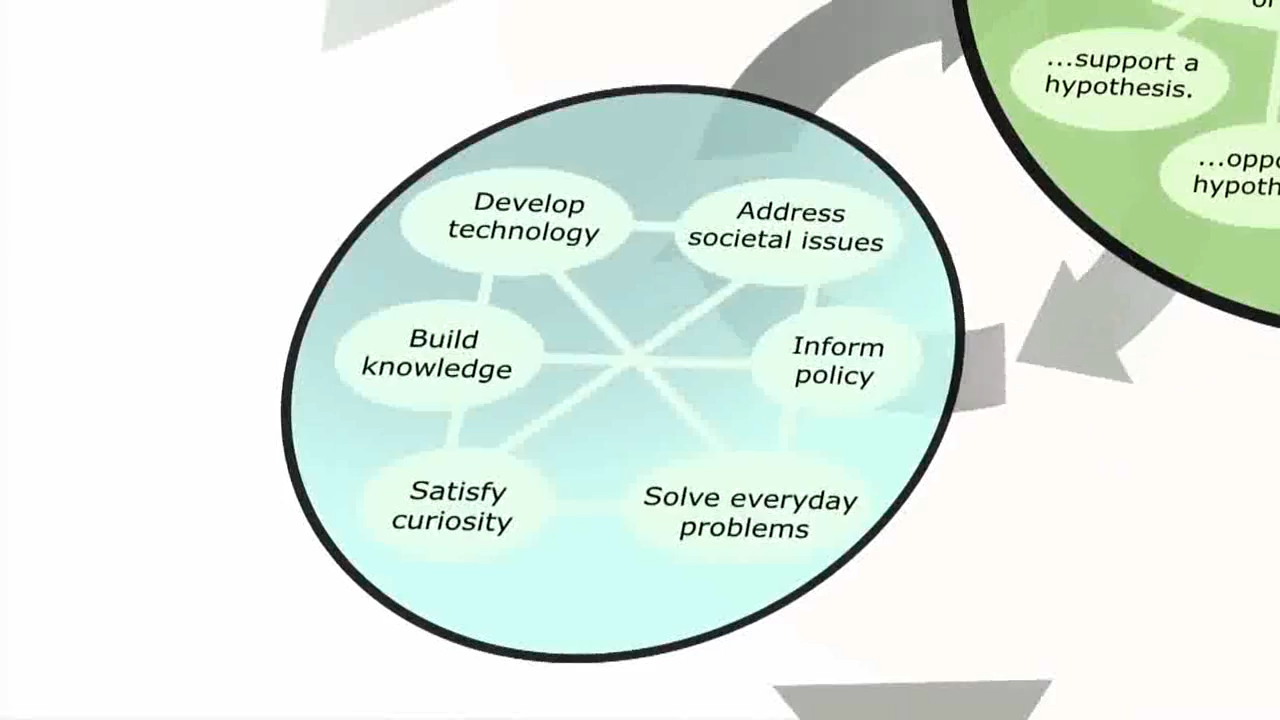 ...support a
hypothesis.
Develop
technology
Address
societal issues
Build
knowledge
Inform
policy
Satisfy
curiosity
Solve everyday
problems